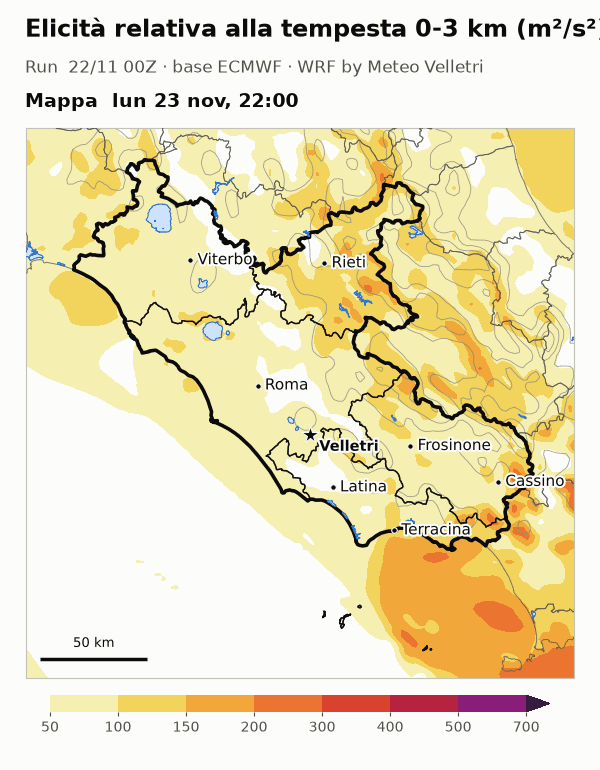 Elicità relativa alla tempesta 0-3 km (m²/s²)
Run 22/11 00Z · base ECMWF · WRF by Meteo Velletri
Mappa lun 23 nov, 22:00
Viterbo
Rieti
Roma
Velletri
Frosinone
Cassino
Latina
Terracina
50 km
50 100 150 200 300 400 500 700